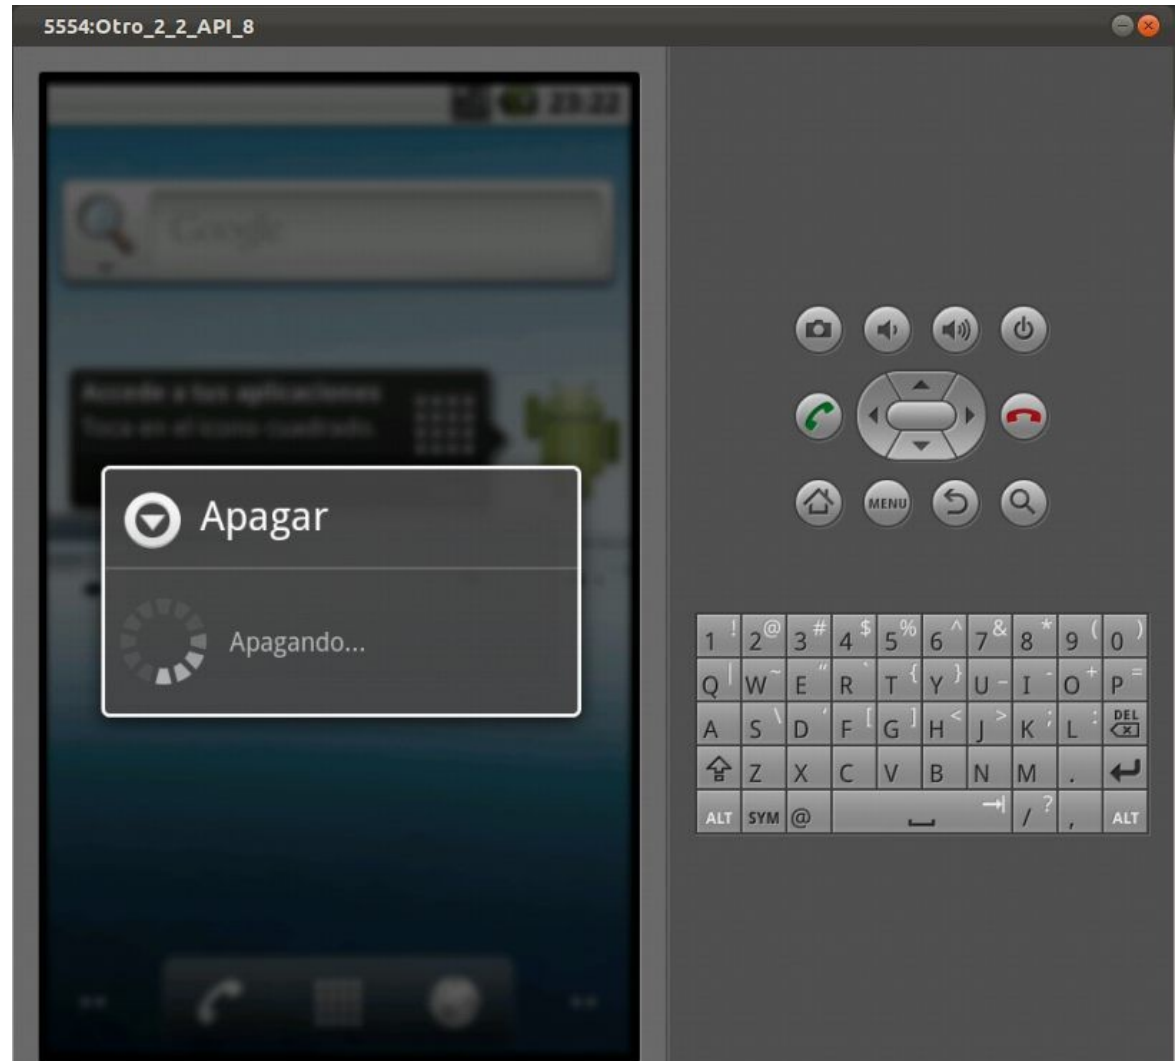 5554:Otro_2_2_API_8
23:22
Google
Accede a tus aplicaciones
Toca en el icono cuadrado.
Apagar
Apagando...
MENU
1 ! 2 @ 3 # 4 $ 5 % 6 ^ 7 & 8 * 9 ( 0 )
Q | W ~ E “ R ` T { Y } U _ I - O + P =
A S \ D ‘ F [ G ] H < J > K ; L : DEL
Z X C V B N M .
ALT SYM @ / ? , ALT